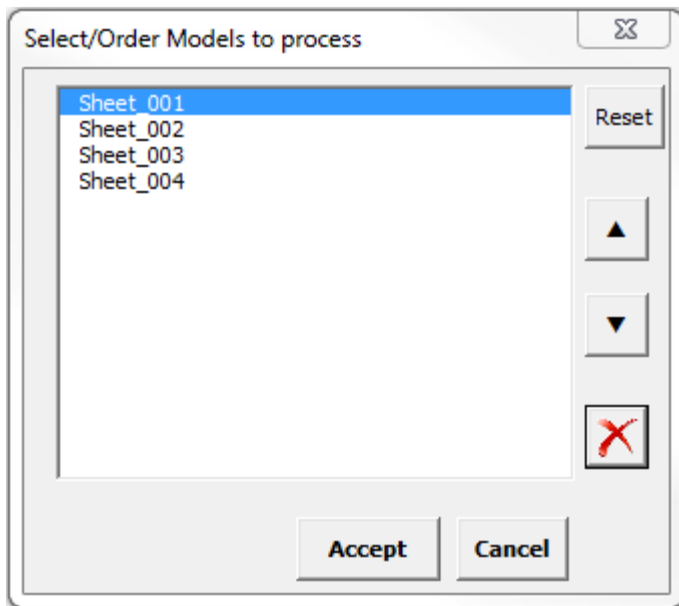 Select/Order Models to process
Sheet_001
Sheet_002
Sheet_003
Sheet_004
Reset
▲
▼
Accept
Cancel